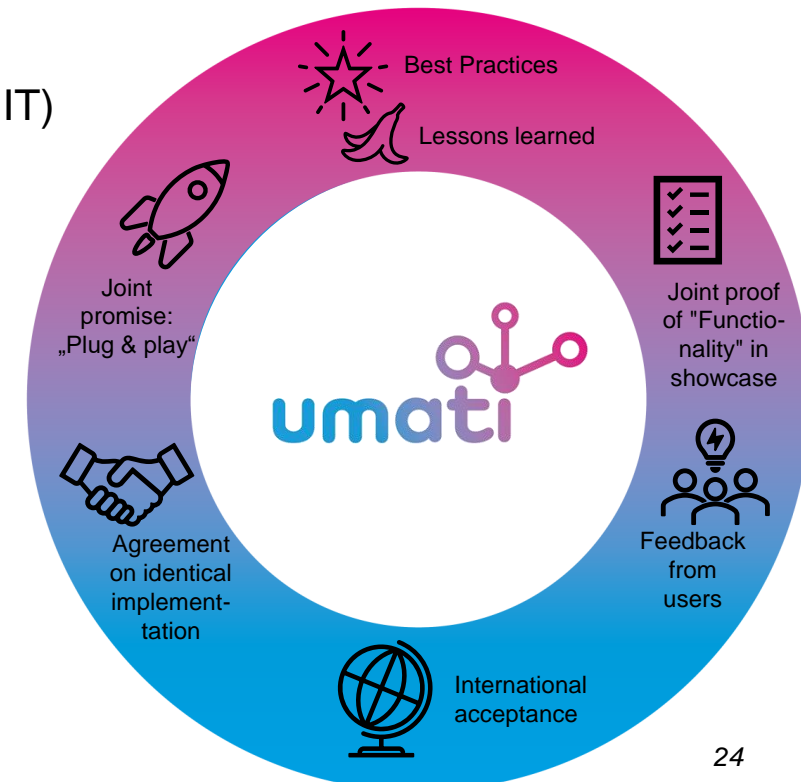 IT)
Best Practices
Lessons learned
Joint
promise:
„Plug & play“
Joint proof
of "Functio-
nality" in
showcase
umati
Agreement
on identical
implement-
tation
Feedback
from
users
International
acceptance
24